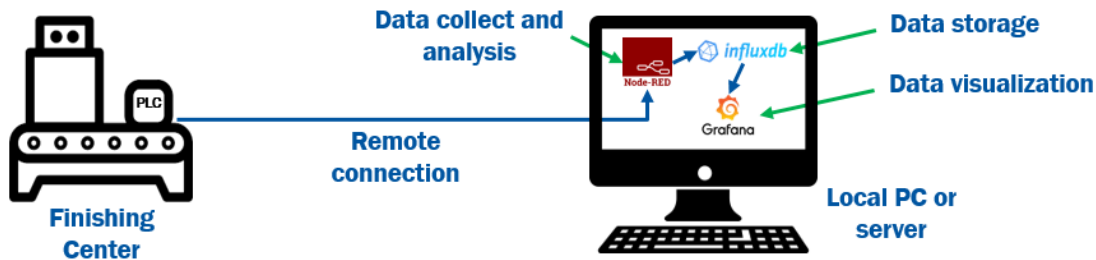 Data collect and
analysis
Node-RED
influxdb
Data storage
Data visualization
Grafana
PLC
Remote
connection
Finishing
Center
Local PC or
server